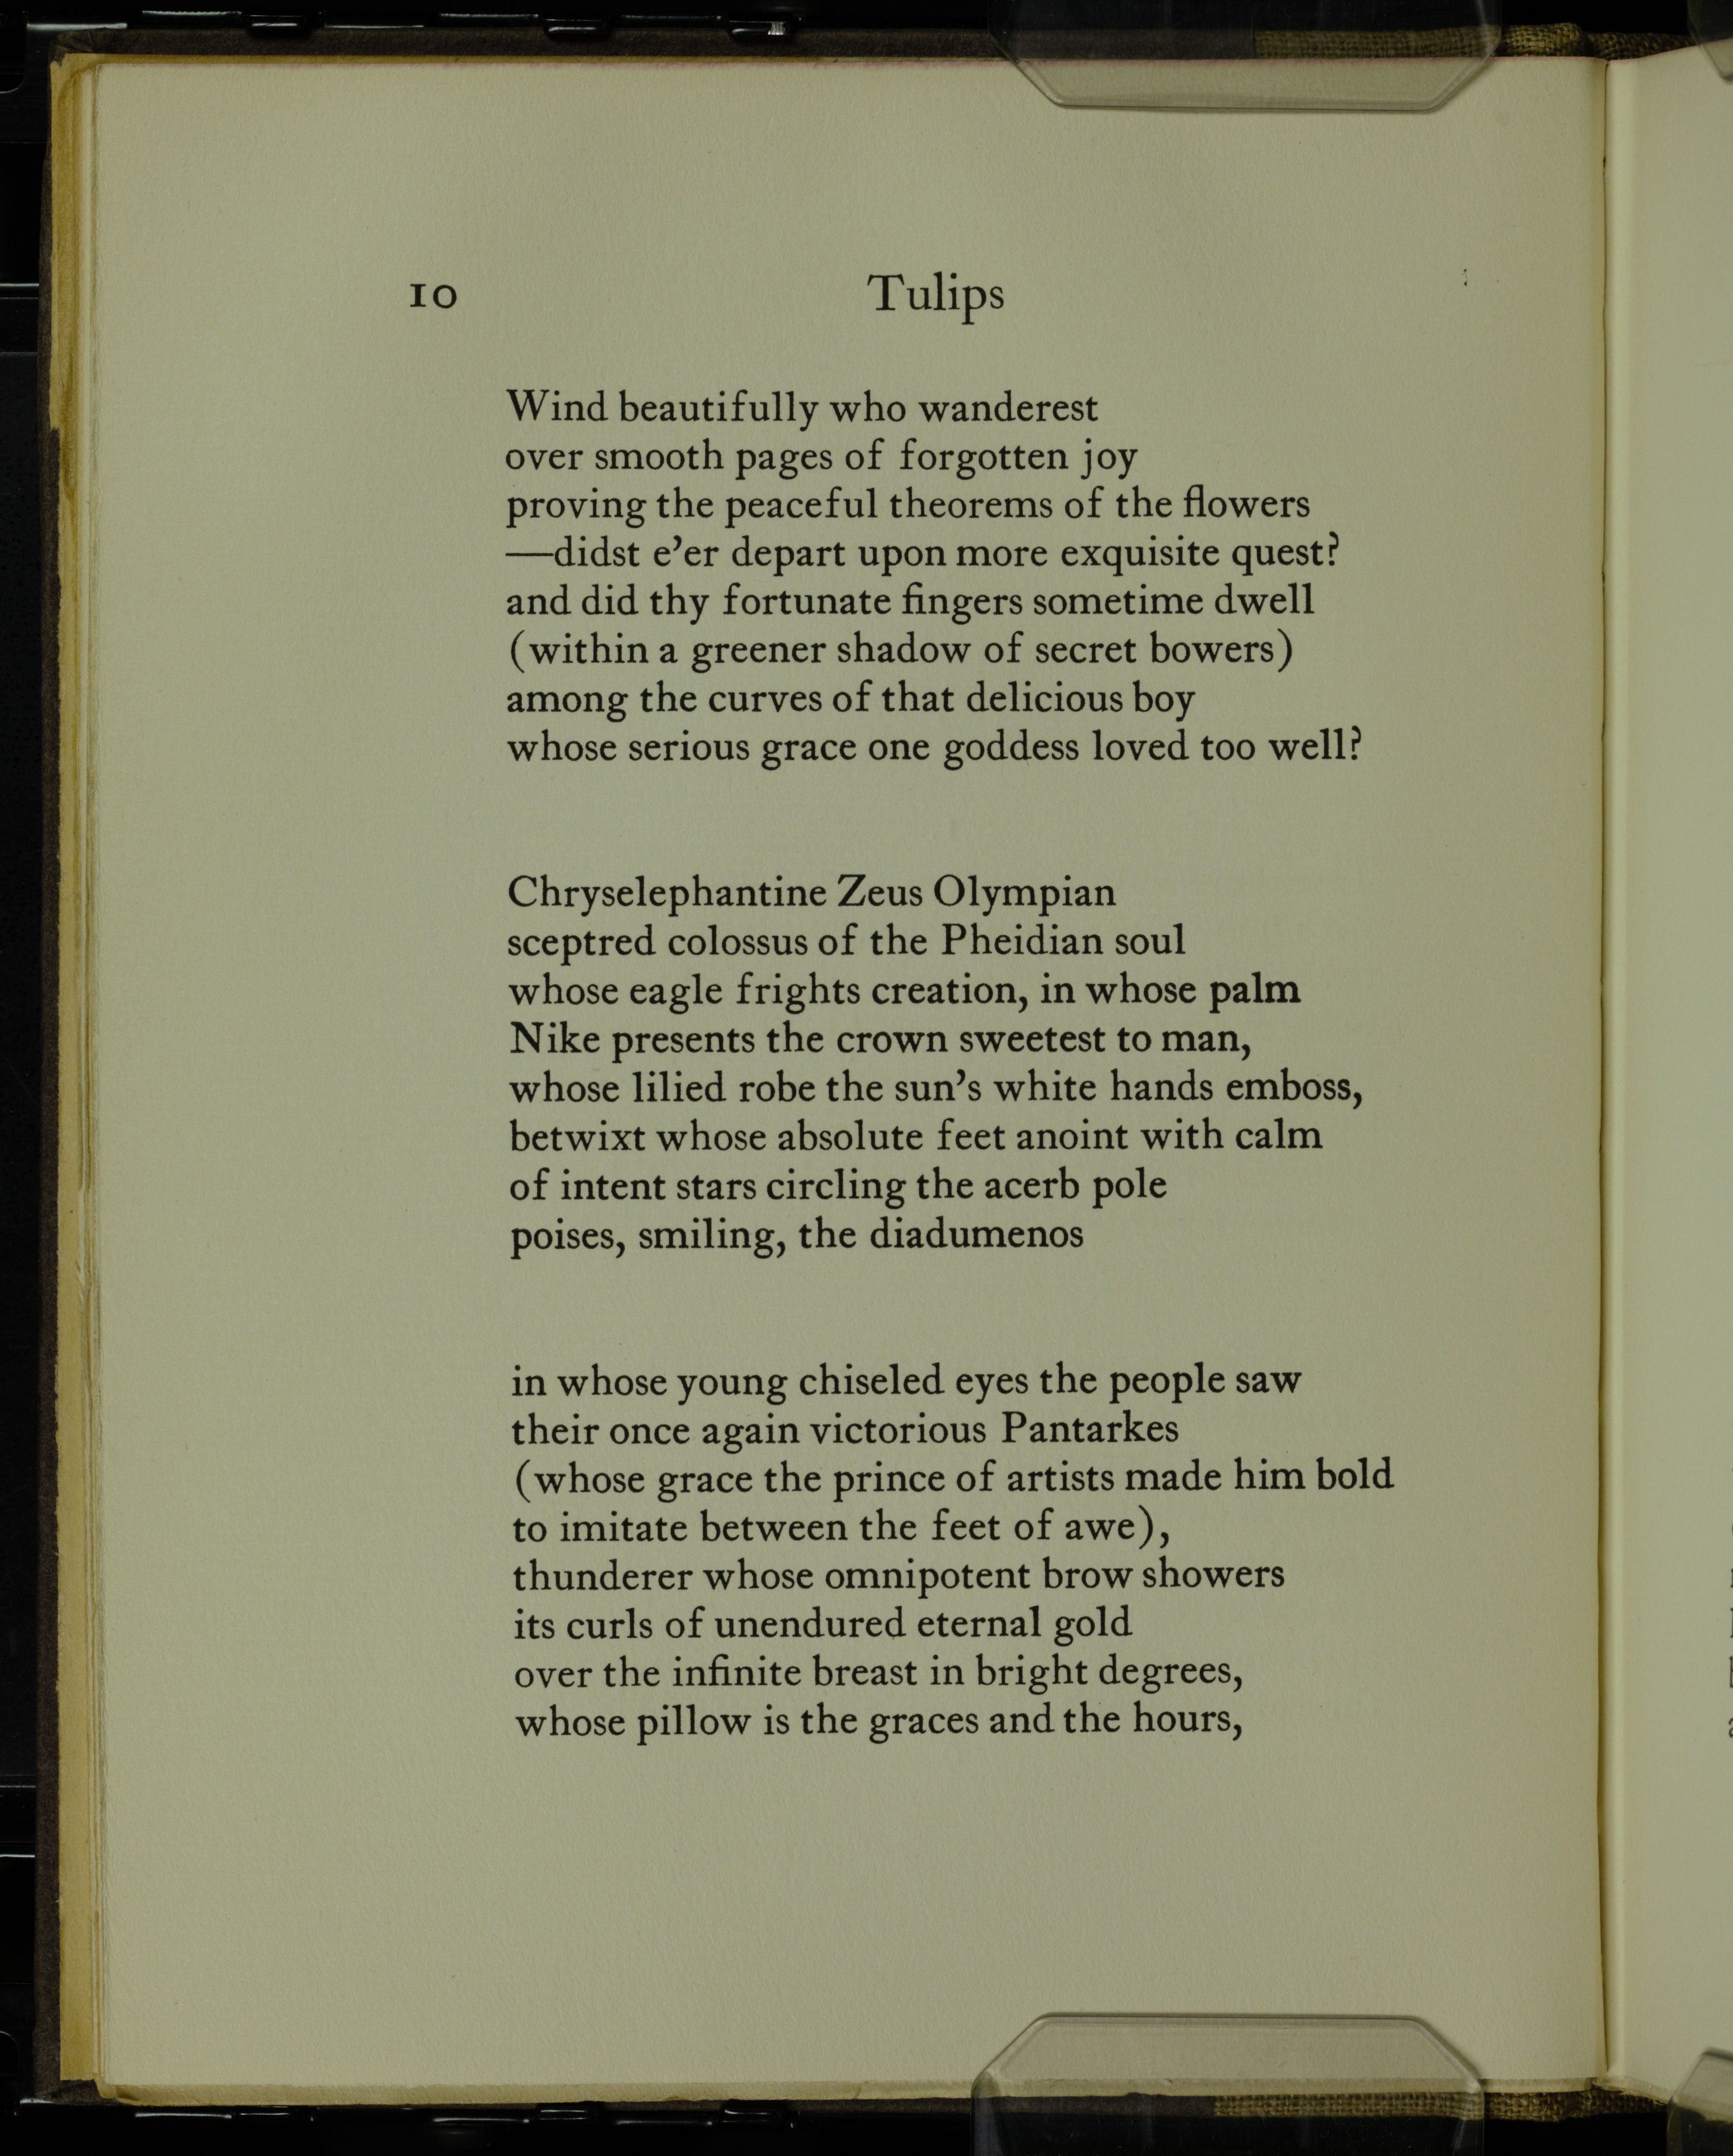 10 Tulips
Wind beautifully who wanderest
over smooth pages of forgotten joy
proving the peaceful theorems of the flowers
—didst e’er depart upon more exquisite quest?
and did thy fortunate fingers sometime dwell
(within a greener shadow of secret bowers)
among the curves of that delicious boy
whose serious grace one goddess loved too well?
Chryselephantine Zeus Olympian
sceptred colossus of the Pheidian soul
whose eagle frights creation, in whose palm
Nike presents the crown sweetest to man,
whose lilied robe the sun’s white hands emboss,
betwixt whose absolute feet anoint with calm
of intent stars circling the acerb pole
poises, smiling, the diadumenos
in whose young chiseled eyes the people saw
their once again victorious Pantarkes
(whose grace the prince of artists made him bold
to imitate between the feet of awe),
thunderer whose omnipotent brow showers
its curls of unendured eternal gold
over the infinite breast in bright degrees,
whose pillow is the graces and the hours,